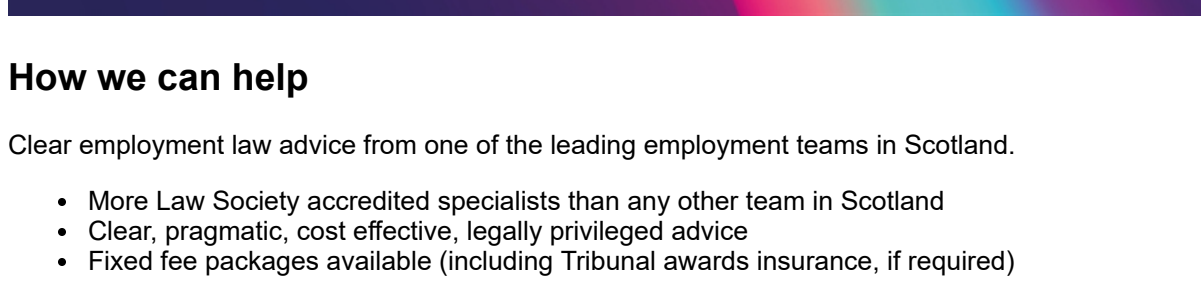 How we can help
Clear employment law advice from one of the leading employment teams in Scotland.
• More Law Society accredited specialists than any other team in Scotland
• Clear, pragmatic, cost effective, legally privileged advice
• Fixed fee packages available (including Tribunal awards insurance, if required)